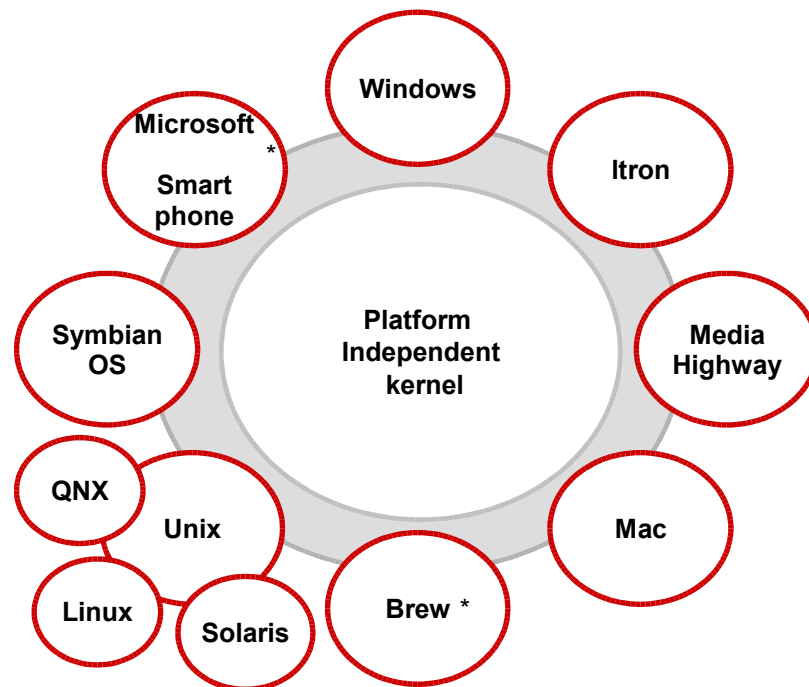 Windows
Microsoft
*
Smart
phone
Itron
Symbian
OS
Platform
Independent
kernel
Media
Highway
QNX
Unix
Mac
Linux
Solaris
Brew *